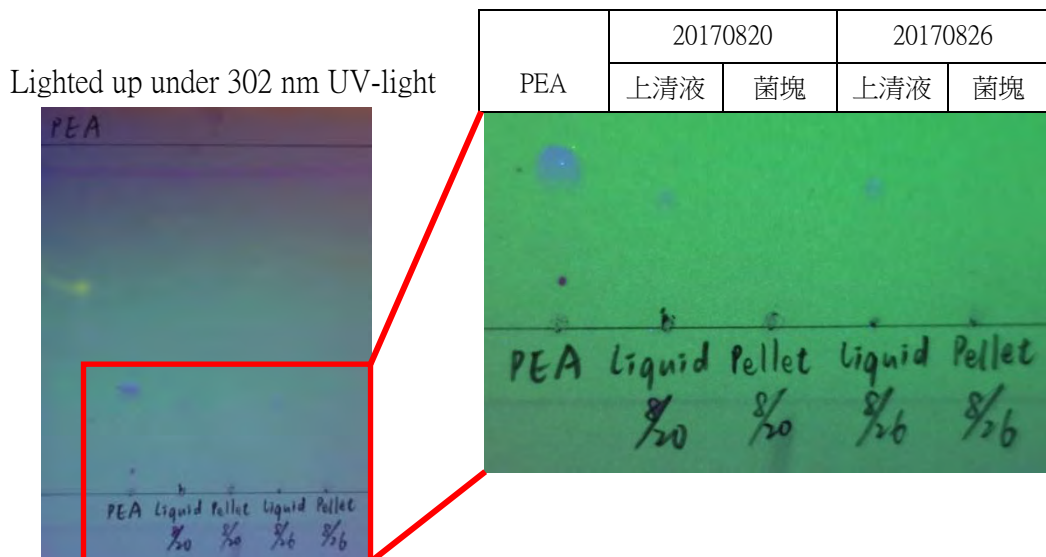 20170820 20170826
PEA 上清液 菌塊 上清液 菌塊
Lighted up under 302 nm UV-light
PEA
PEA Liquid Pellet Liquid Pellet
8/20 8/20 8/26 8/26
PEA Liquid Pellet Liquid Pellet
8/20 8/20 8/26 8/26